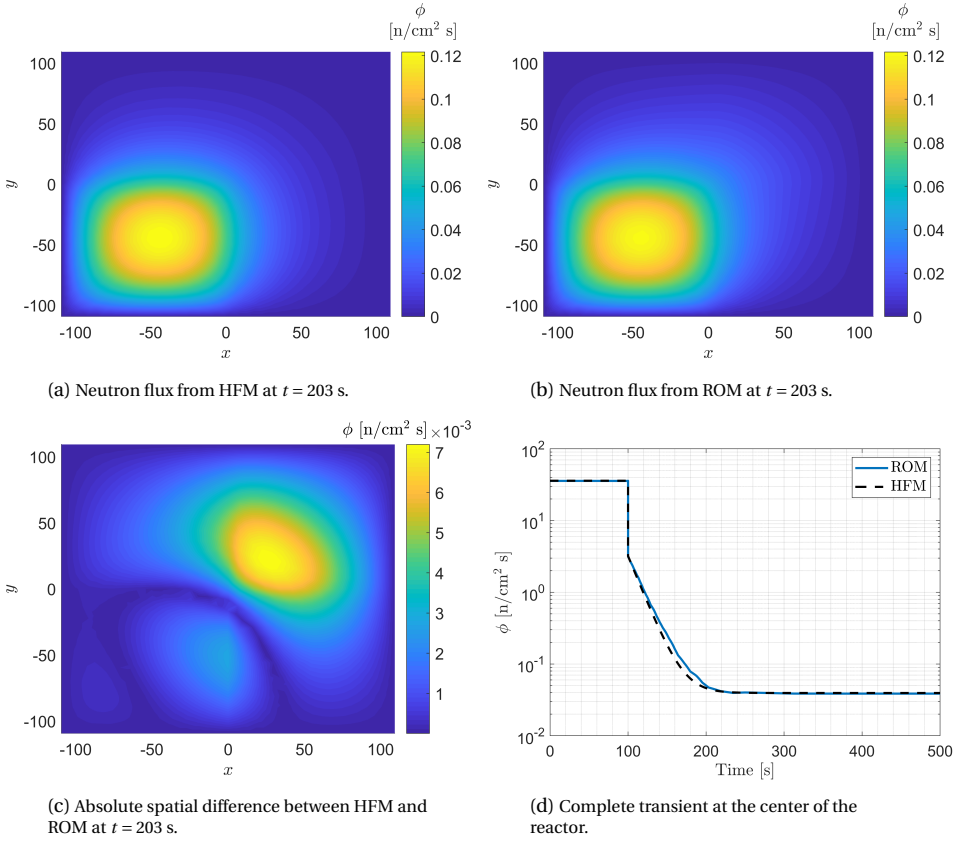 ϕ
[n/cm² s]
100
50
0
-50
-100
y
-100
-50
0
50
100
x
0.12
0.1
0.08
0.06
0.04
0.02
0
(a) Neutron flux from HFM at t = 203 s.
ϕ
[n/cm² s]
100
50
0
-50
-100
y
-100
-50
0
50
100
x
0.12
0.1
0.08
0.06
0.04
0.02
0
(b) Neutron flux from ROM at t = 203 s.
ϕ [n/cm² s] ×10⁻³
100
50
0
-50
-100
y
-100
-50
0
50
100
x
7
6
5
4
3
2
1
(c) Absolute spatial difference between HFM and
ROM at t = 203 s.
10²
10¹
10⁰
10⁻¹
10⁻²
ϕ [n/cm² s]
ROM
HFM
0
100
200
300
400
500
Time [s]
(d) Complete transient at the center of the
reactor.